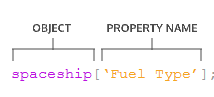 OBJECT PROPERTY NAME
spaceship[‘Fuel Type’];